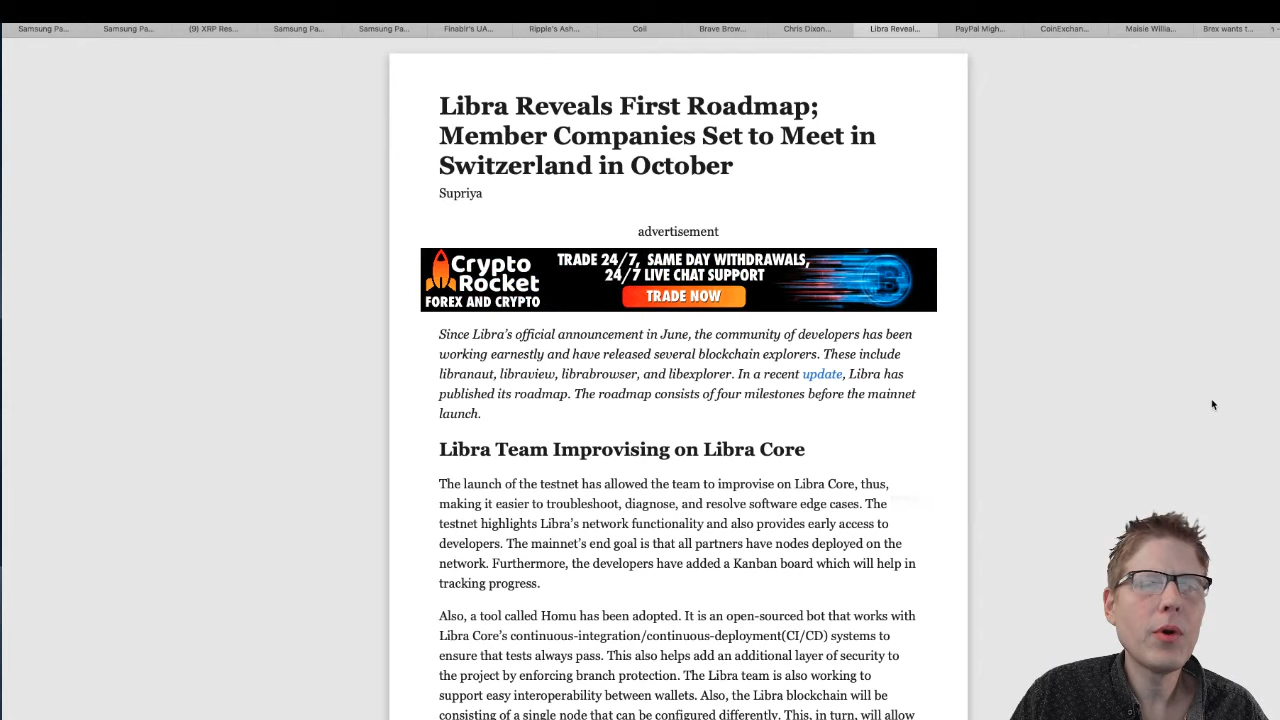 Samsung Pa... Samsung Pa... (9) XRP Res... Samsung Pa... Samsung Pa... Finablr's UA... Ripple's Ash... Coil Brave Brow... Chris Dixon... Libra Reveal... PayPal Migh... CoinExchan... Maisie Willia... Brex wants t...
Libra Reveals First Roadmap;
Member Companies Set to Meet in
Switzerland in October
Supriya
advertisement
Crypto
Rocket
FOREX AND CRYPTO
TRADE 24/7, SAME DAY WITHDRAWALS,
24/7 LIVE CHAT SUPPORT
TRADE NOW
Since Libra's official announcement in June, the community of developers has been
working earnestly and have released several blockchain explorers. These include
libranaut, libraview, librabrowser, and libexplorer. In a recent update, Libra has
published its roadmap. The roadmap consists of four milestones before the mainnet
launch.
Libra Team Improvising on Libra Core
The launch of the testnet has allowed the team to improvise on Libra Core, thus,
making it easier to troubleshoot, diagnose, and resolve software edge cases. The
testnet highlights Libra's network functionality and also provides early access to
developers. The mainnet's end goal is that all partners have nodes deployed on the
network. Furthermore, the developers have added a Kanban board which will help in
tracking progress.
Also, a tool called Homu has been adopted. It is an open-sourced bot that works with
Libra Core's continuous-integration/continuous-deployment(CI/CD) systems to
ensure that tests always pass. This also helps add an additional layer of security to
the project by enforcing branch protection. The Libra team is also working to
support easy interoperability between wallets. Also, the Libra blockchain will be
consisting of a single node that can be configured differently. This, in turn, will allow